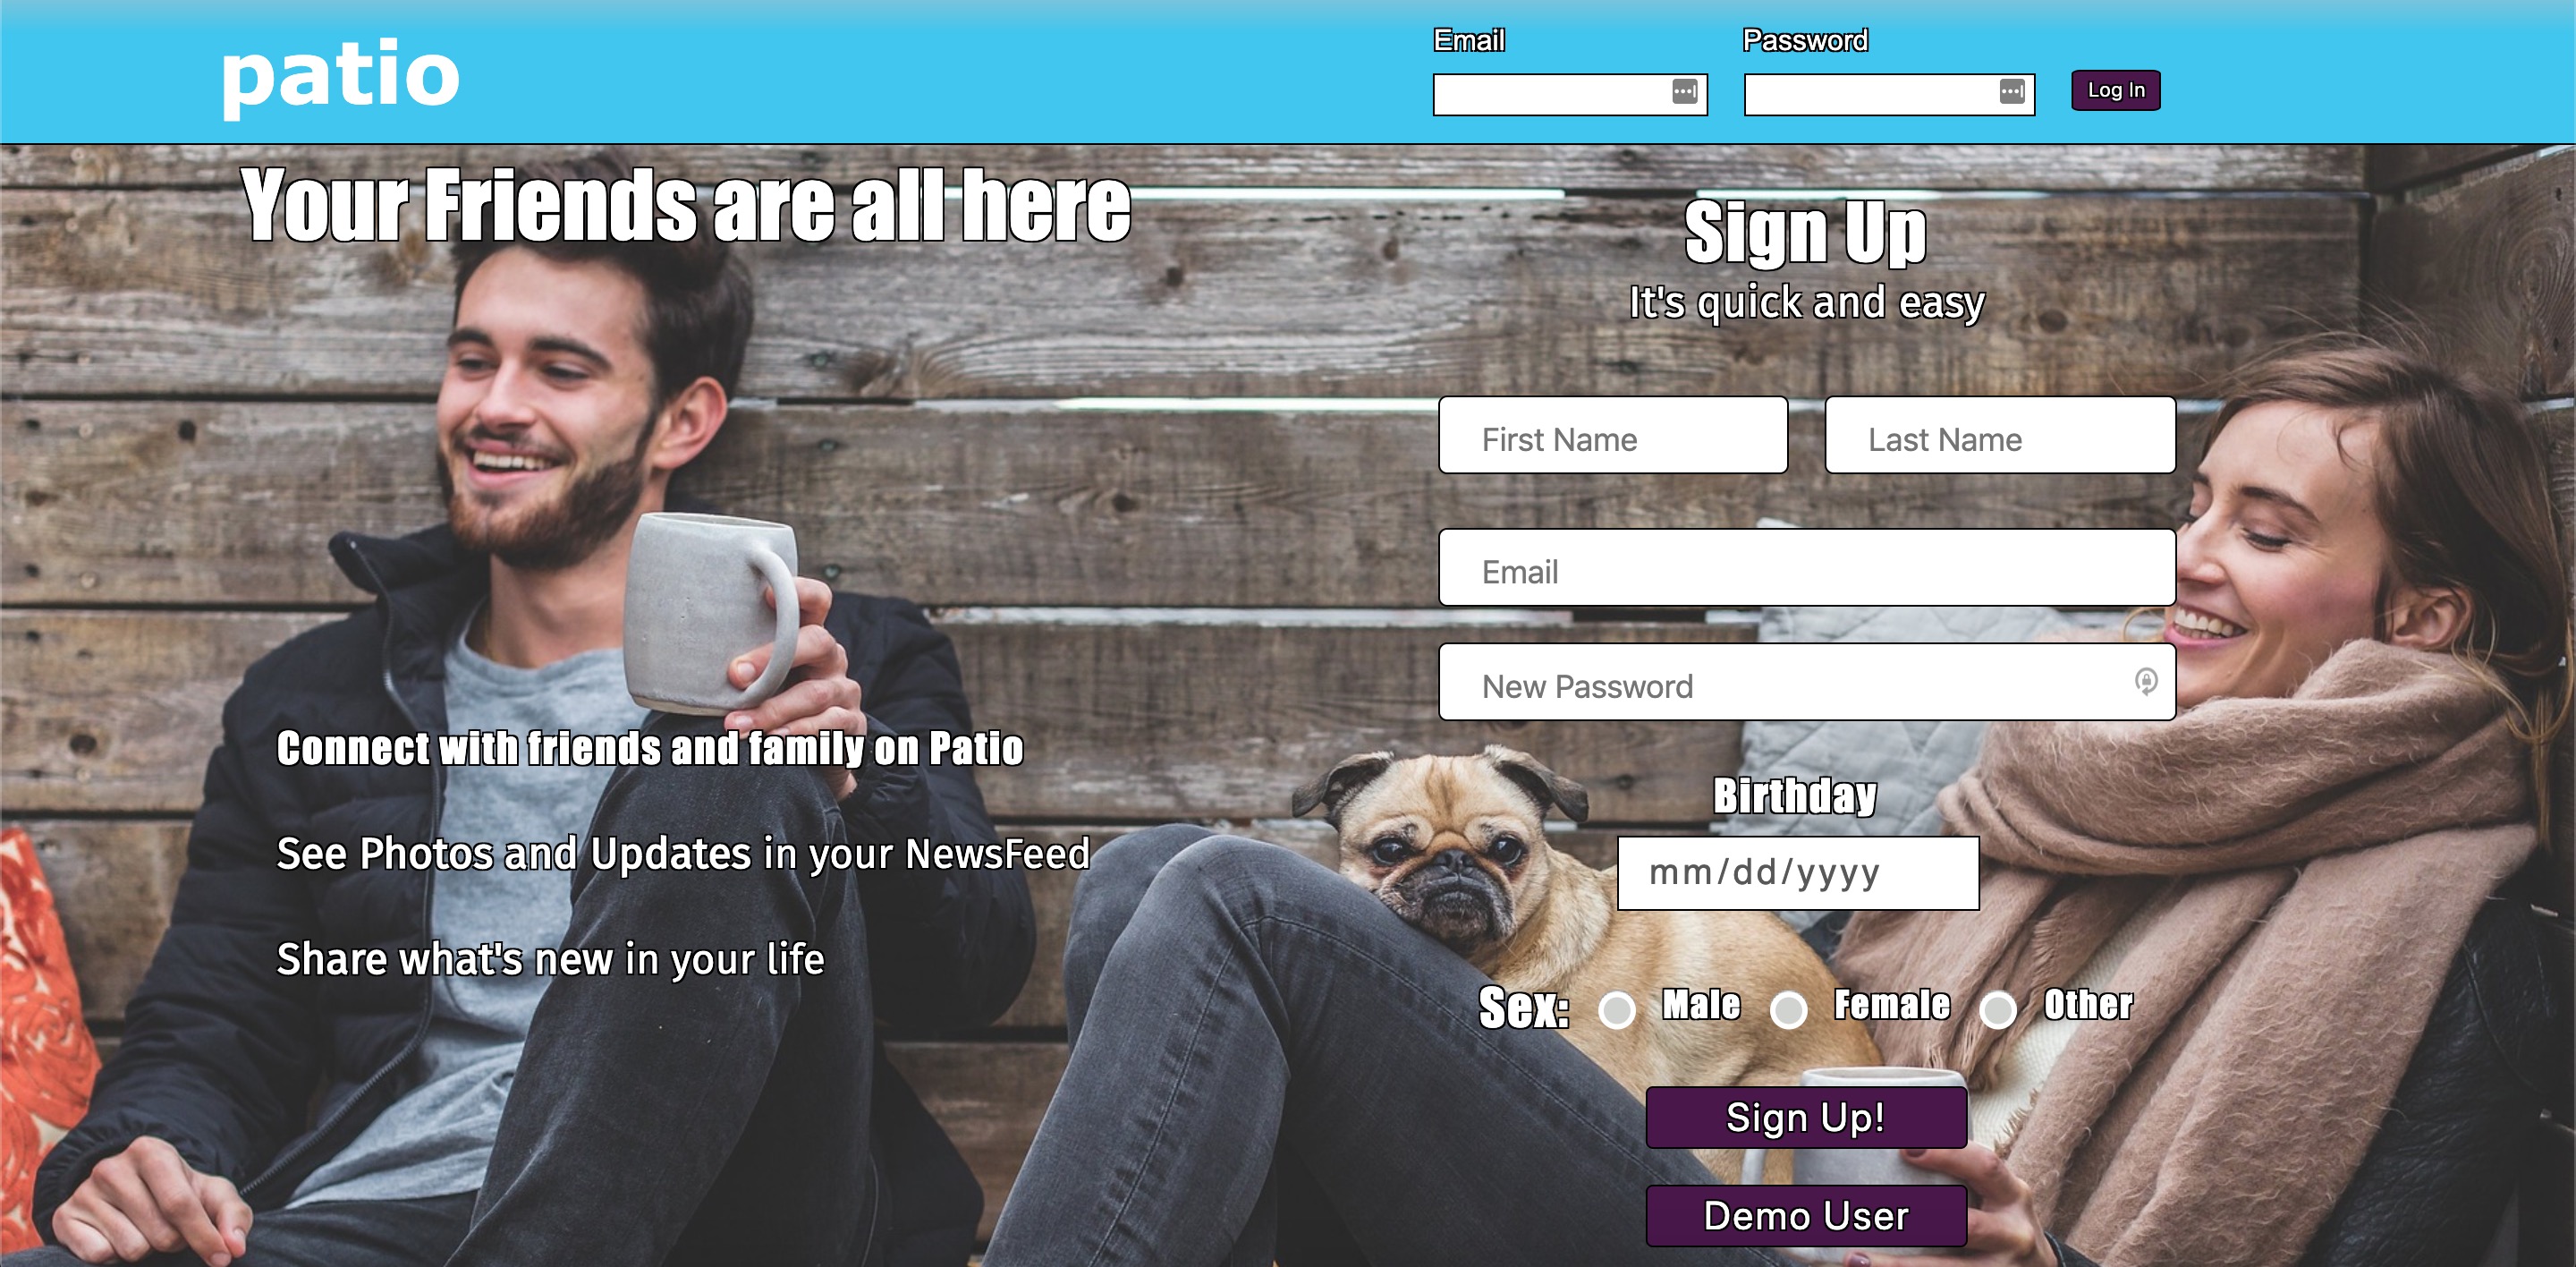 patio
Email
Password
Log In
Your Friends are all here
Sign Up
It's quick and easy
First Name
Last Name
Email
New Password
Connect with friends and family on Patio
See Photos and Updates in your NewsFeed
Share what's new in your life
Birthday
mm/dd/yyyy
Sex: Male Female Other
Sign Up!
Demo User